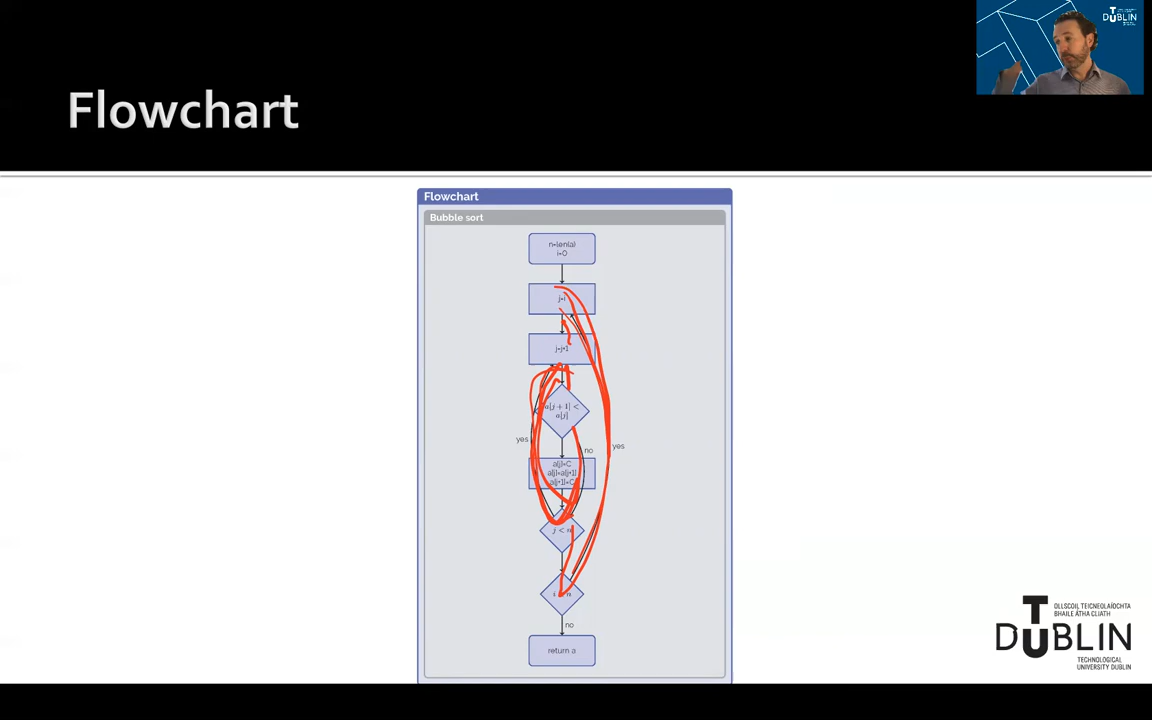 Flowchart
Flowchart
Bubble sort
n=len(a)
i=0
j=i
j=j+1
a[j + 1] <
a[j]
yes
no
yes
a[j]=C
a[j]=a[j+1]
a[j+1]=C
j <
no
return a
T
DUBLIN
OLLSCOIL TEICNEOLAÍOCHTA
BHAILE ÁTHA CLIATH
TECHNOLOGICAL
UNIVERSITY DUBLIN
DUBLIN